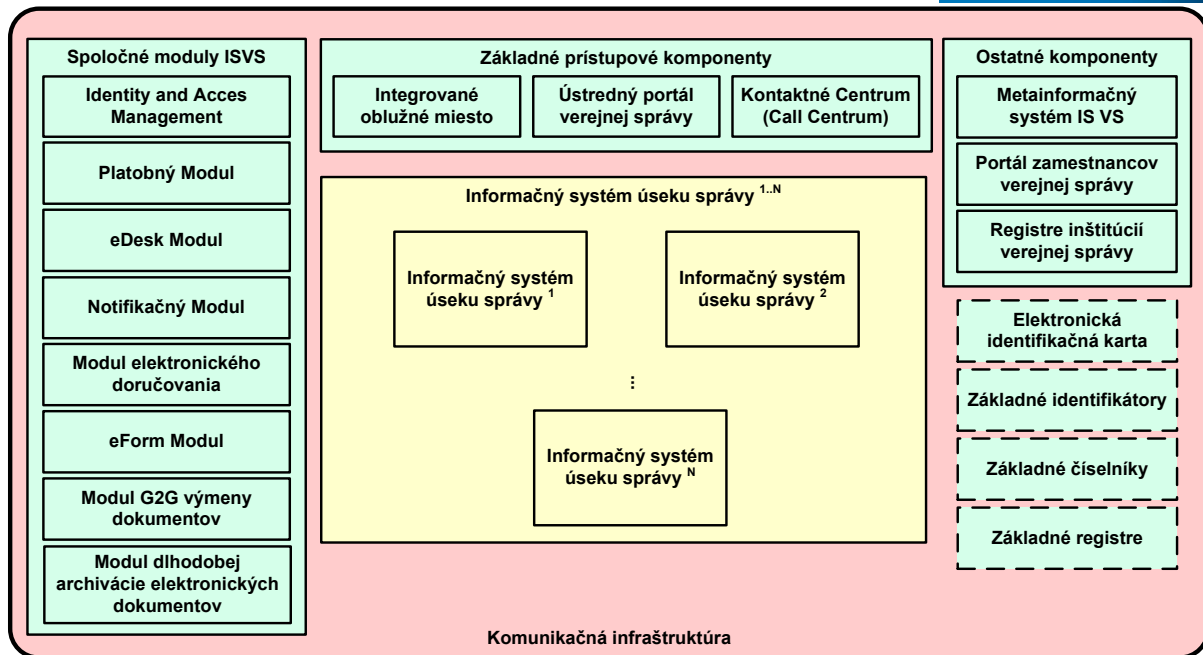 Spoločné moduly ISVS
Identity and Acces
Management
Platobný Modul
eDesk Modul
Notifikačný Modul
Modul elektronického
doručovania
eForm Modul
Modul G2G výmeny
dokumentov
Modul dlhodobej
archivácie elektronických
dokumentov
Základné prístupové komponenty
Integrované
oblužné miesto
Ústredný portál
verejnej správy
Kontaktné Centrum
(Call Centrum)
Informačný systém úseku správy 1..N
Informačný systém
úseku správy 1
Informačný systém
úseku správy 2
...
Informačný systém
úseku správy N
Ostatné komponenty
Metainformačný
systém IS VS
Portál zamestnancov
verejnej správy
Registre inštitúcií
verejnej správy
Elektronická
identifikačná karta
Základné identifikátory
Základné číselníky
Základné registre
Komunikačná infraštruktúra